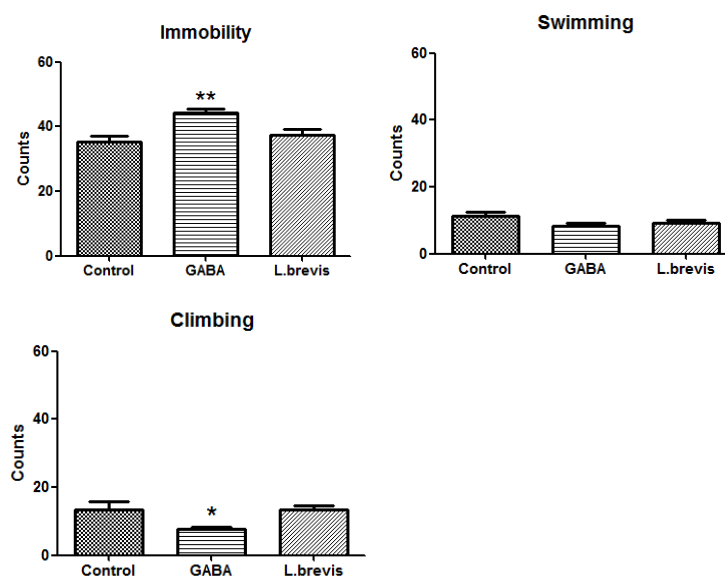 Immobility
60
40
20
0
Counts
**
Control GABA L.brevis
Swimming
60
40
20
0
Counts
Control GABA L.brevis
Climbing
60
40
20
0
Counts
*
Control GABA L.brevis